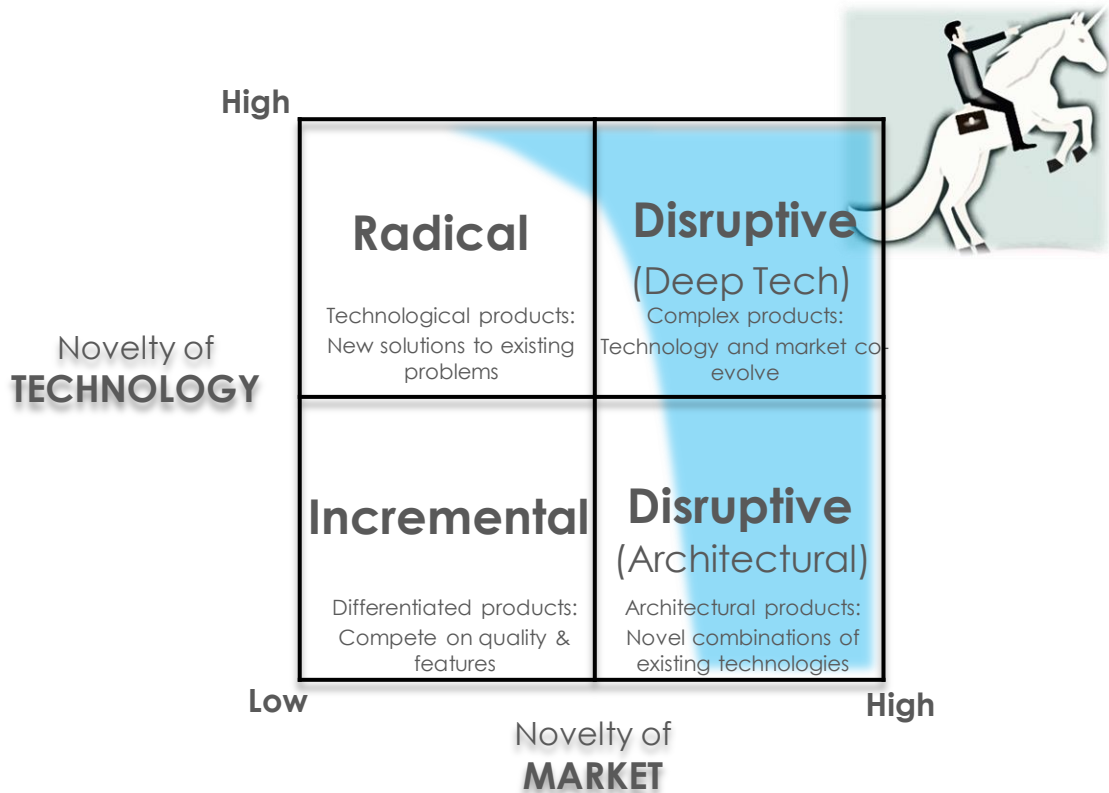 High
Radical
Technological products:
New solutions to existing
problems
Disruptive
(Deep Tech)
Complex products:
Technology and market co-
evolve
Novelty of
TECHNOLOGY
Incremental
Differentiated products:
Compete on quality &
features
Disruptive
(Architectural)
Architectural products:
Novel combinations of
existing technologies
Low
High
Novelty of
MARKET